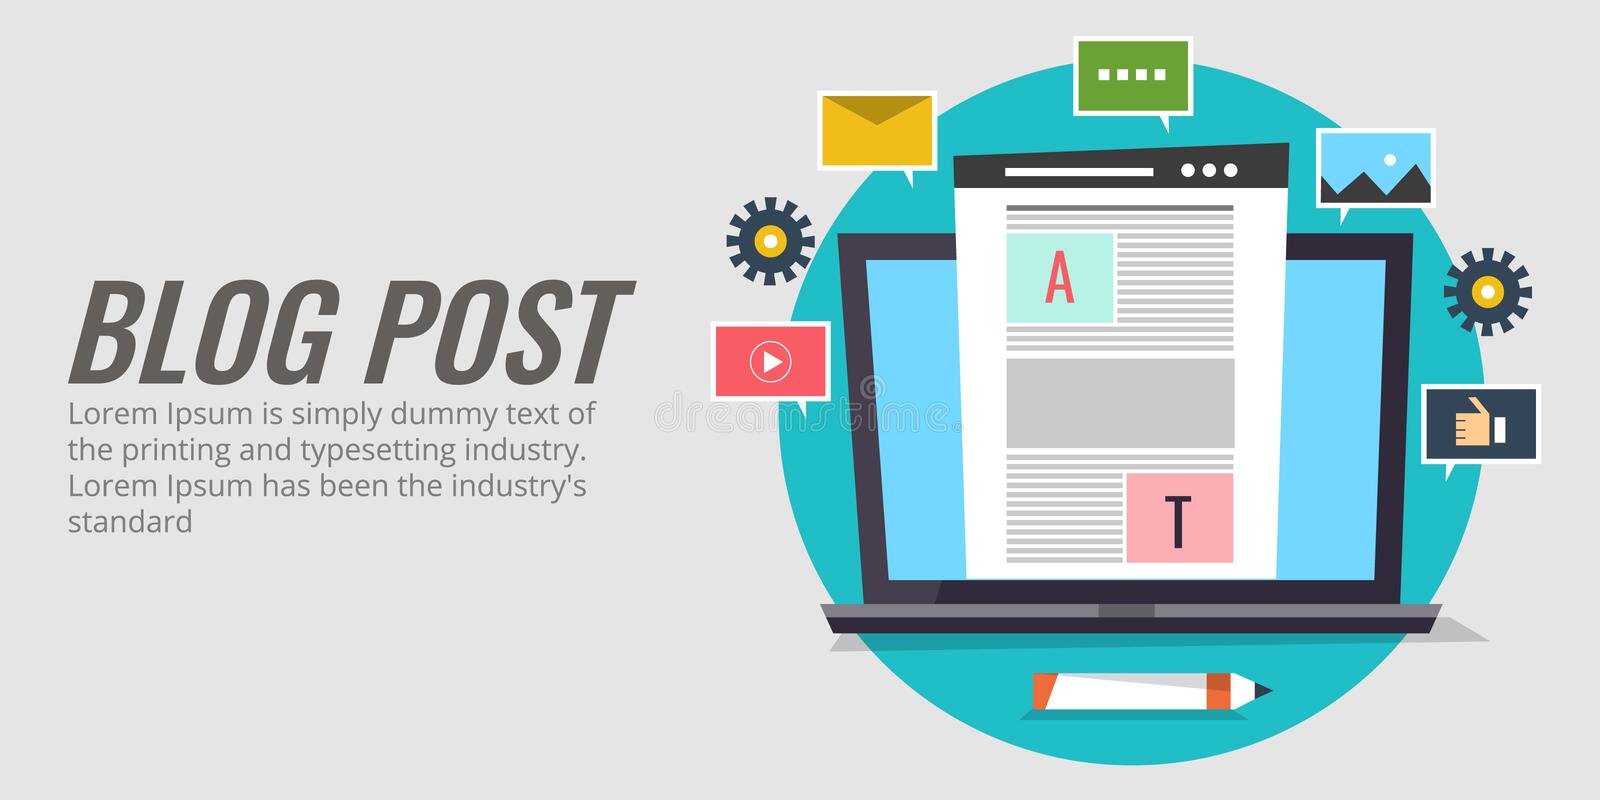 BLOG POST
Lorem Ipsum is simply dummy text of
the printing and typesetting industry.
Lorem Ipsum has been the industry's
standard
A
T
dreamstime